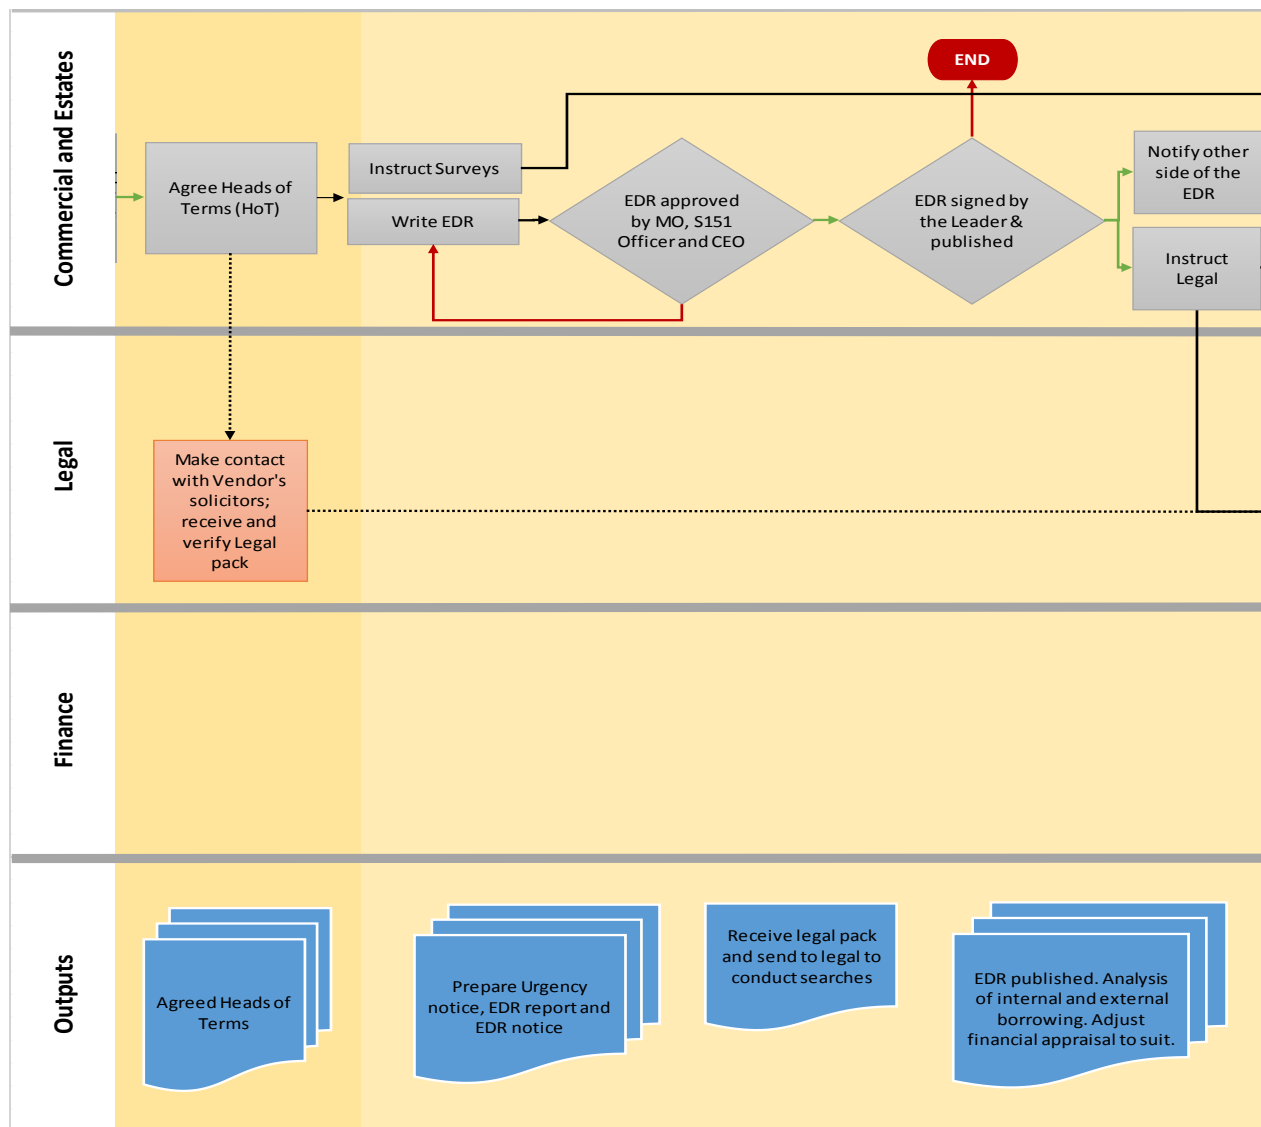 Commercial and Estates
END
Agree Heads of
Terms (HoT)
Instruct Surveys
Write EDR
EDR approved
by MO, S151
Officer and CEO
EDR signed by
the Leader &
published
Notify other
side of the
EDR
Instruct
Legal
Legal
Make contact
with Vendor's
solicitors;
receive and
verify Legal
pack
Finance
Outputs
Agreed Heads of
Terms
Prepare Urgency
notice, EDR report and
EDR notice
Receive legal pack
and send to legal to
conduct searches
EDR published. Analysis
of internal and external
borrowing. Adjust
financial appraisal to suit.